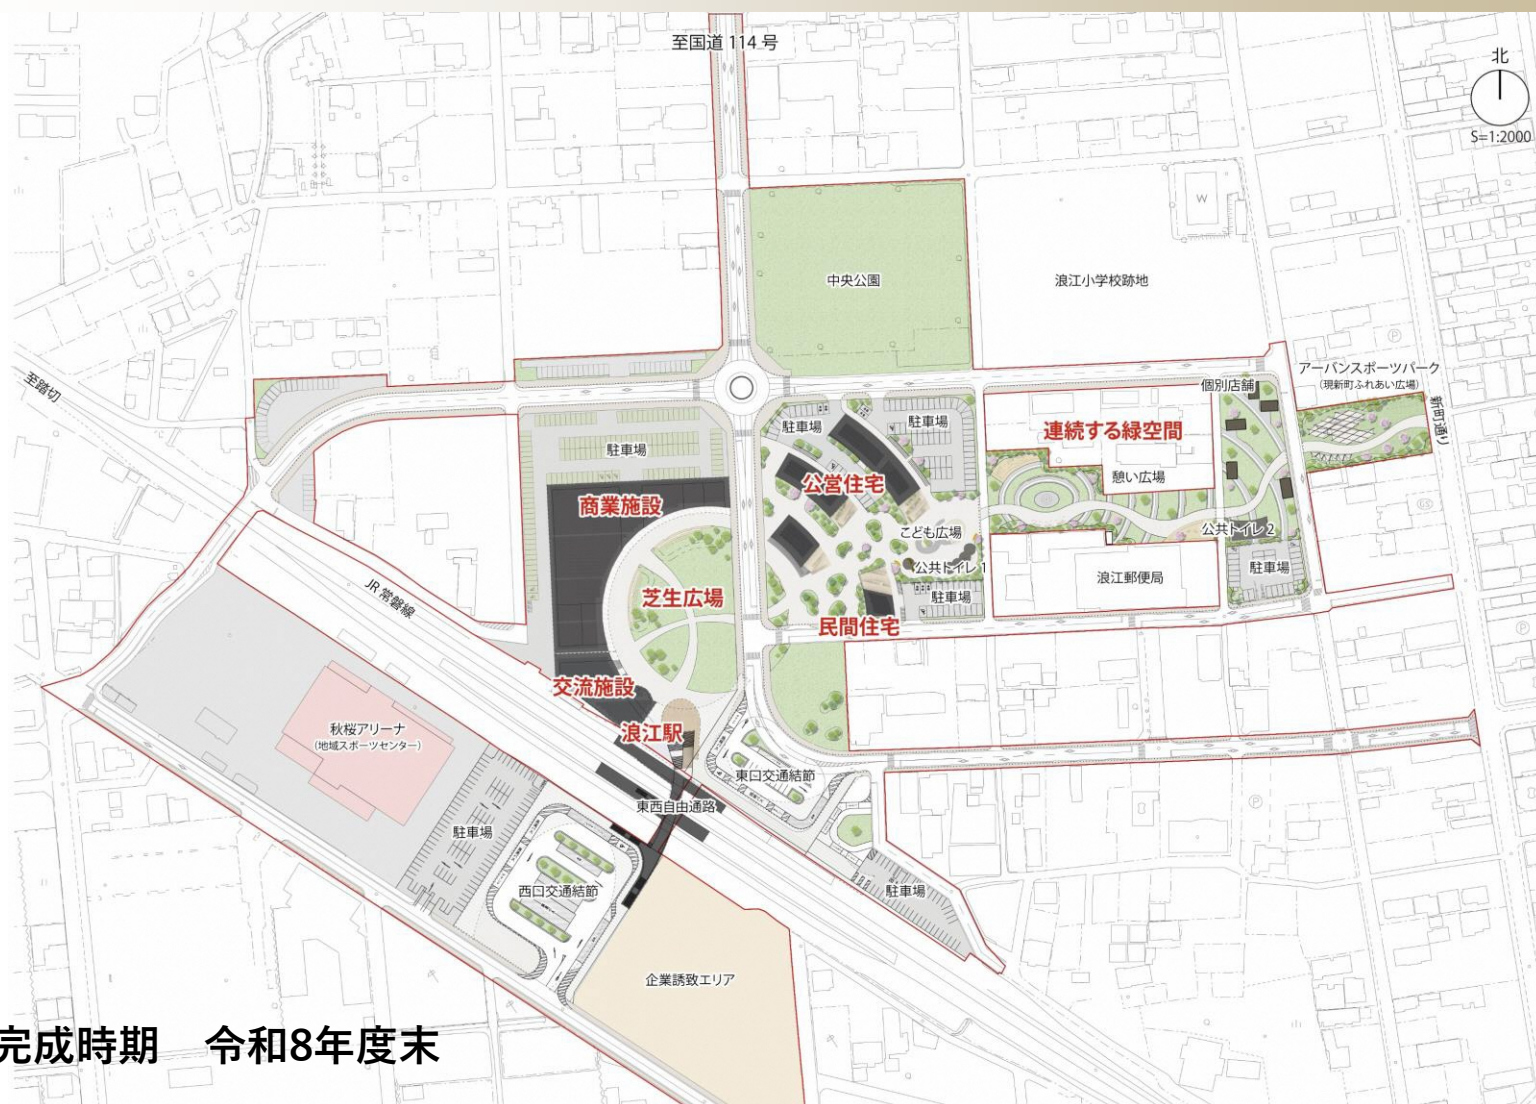 至国道 114 号
北
S=1:2000
W
中央公園
浪江小学校跡地
至踏切
アーバンスポーツパーク
(現新町ふれあい広場)
新町通り
個別店舗
駐車場
駐車場
駐車場
連続する緑空間
公営住宅
憩い広場
商業施設
こども広場
公共トイレ 2
公共トイレ 1
浪江郵便局
駐車場
駐車場
JR 常磐線
芝生広場
民間住宅
交流施設
浪江駅
秋桜アリーナ
(地域スポーツセンター)
東口交通結節
東西自由通路
駐車場
西口交通結節
駐車場
企業誘致エリア
完成時期　令和8年度末